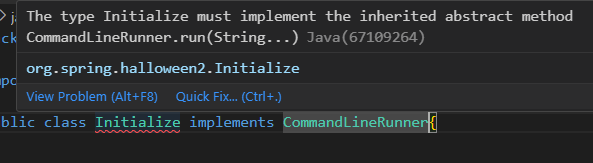 The type Initialize must implement the inherited abstract method
CommandLineRunner.run(String...) Java(67109264)
org.spring.halloween2.Initialize
View Problem (Alt+F8) Quick Fix... (Ctrl+.)
blic class Initialize implements CommandLineRunner{